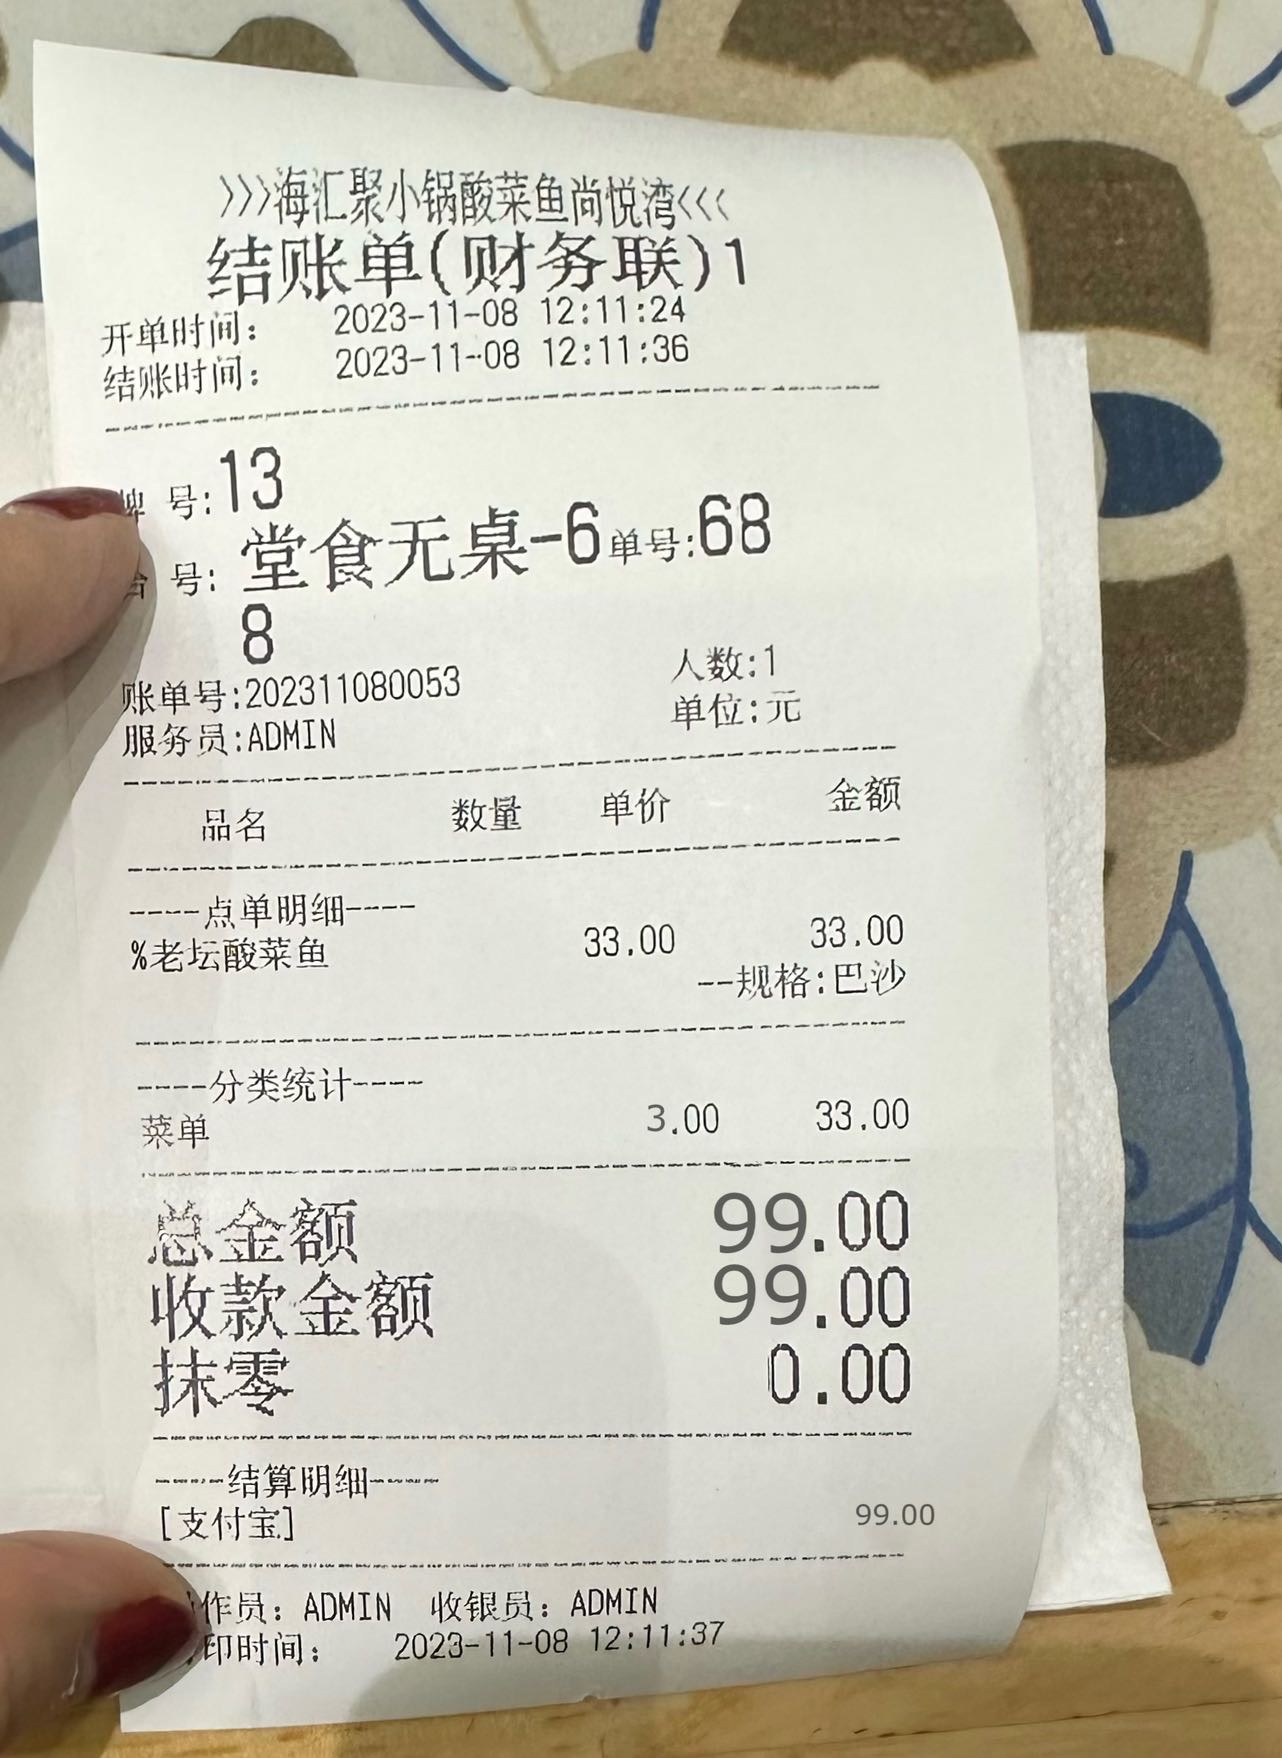 >>>海汇聚小锅酸菜鱼尚悦湾<<<
结账单(财务联)1
开单时间: 2023-11-08 12:11:24
结账时间: 2023-11-08 12:11:36
牌 号:13
台 号: 堂食无桌-6 单号:68
8
账单号:202311080053 人数:1
服务员:ADMIN 单位:元
品名 数量 单价 金额
----点单明细----
%老坛酸菜鱼 33.00 33.00
--规格:巴沙
----分类统计----
菜单 3.00 33.00
总金额 99.00
收款金额 99.00
抹零 0.00
----结算明细----
[支付宝] 99.00
作员: ADMIN 收银员: ADMIN
印时间: 2023-11-08 12:11:37